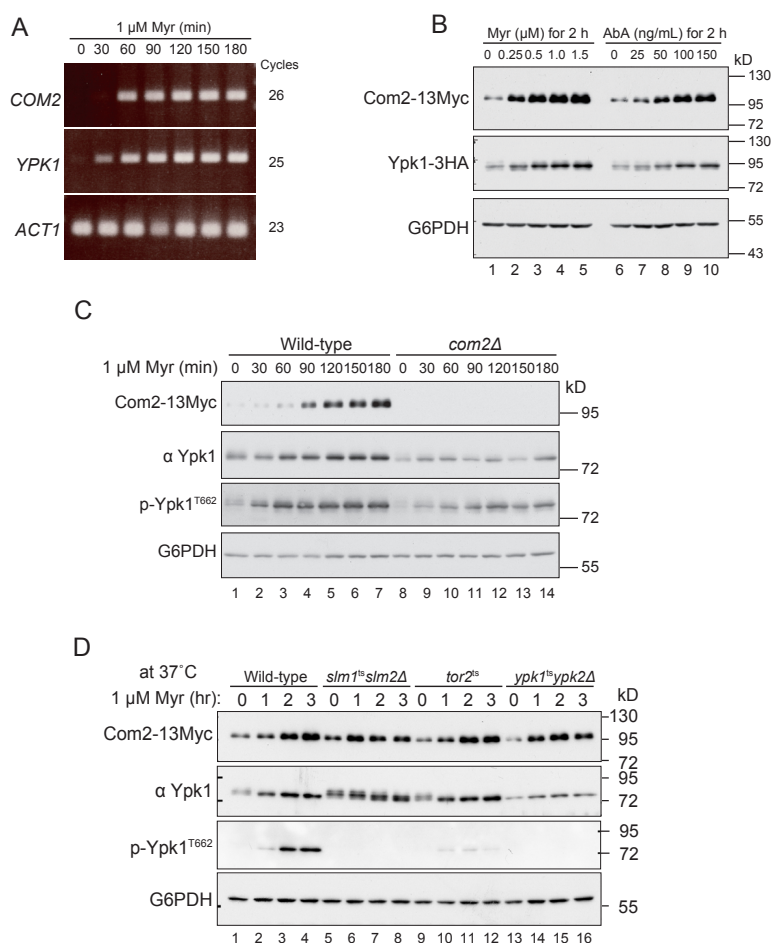 A
1 µM Myr (min)
0 30 60 90 120 150 180
Cycles
COM2
26
YPK1
25
ACT1
23
B
Myr (µM) for 2 h
AbA (ng/mL) for 2 h
0 0.25 0.5 1.0 1.5 0 25 50 100 150
kD
Com2-13Myc
130
95
72
Ypk1-3HA
130
95
72
G6PDH
55
43
1 2 3 4 5 6 7 8 9 10
C
Wild-type
com2Δ
1 µM Myr (min) 0 30 60 90 120 150 180 0 30 60 90 120 150 180
kD
Com2-13Myc
95
α Ypk1
72
p-Ypk1T662
72
G6PDH
55
1 2 3 4 5 6 7 8 9 10 11 12 13 14
D
at 37˚C
Wild-type
slm1ts slm2Δ
tor2ts
ypk1ts ypk2Δ
1 µM Myr (hr): 0 1 2 3 0 1 2 3 0 1 2 3 0 1 2 3
kD
Com2-13Myc
130
95
72
α Ypk1
95
72
p-Ypk1T662
95
72
G6PDH
55
1 2 3 4 5 6 7 8 9 10 11 12 13 14 15 16